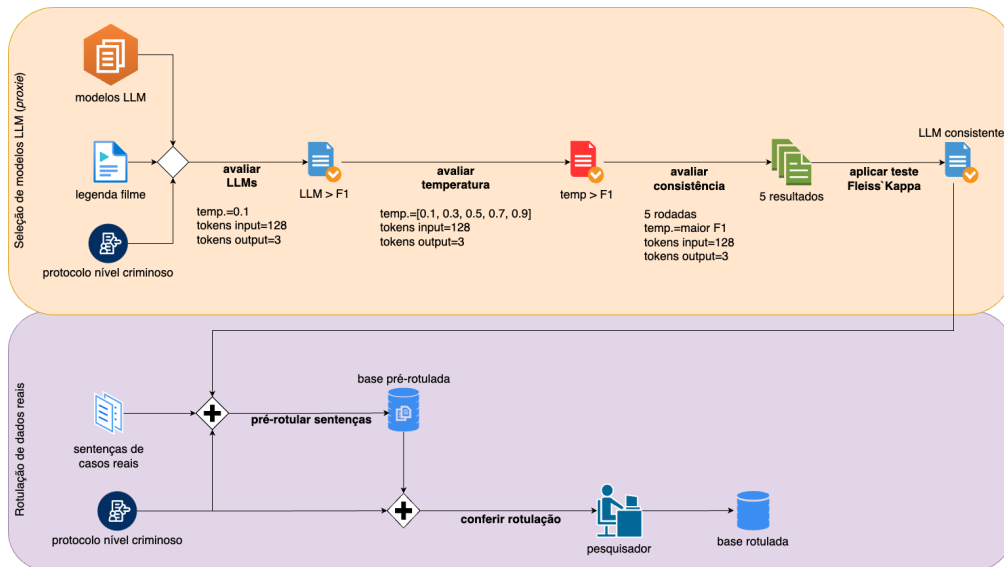 Seleção de modelos LLM (proxie)
modelos LLM
legenda filme
protocolo nível criminoso
avaliar
LLMs
temp.=0.1
tokens input=128
tokens output=3
LLM > F1
avaliar
temperatura
temp.=[0.1, 0.3, 0.5, 0.7, 0.9]
tokens input=128
tokens output=3
temp > F1
avaliar
consistência
5 rodadas
temp.=maior F1
tokens input=128
tokens output=3
5 resultados
aplicar teste
Fleiss`Kappa
LLM consistente
Rotulação de dados reais
sentenças de
casos reais
protocolo nível criminoso
pré-rotular sentenças
base pré-rotulada
conferir rotulação
pesquisador
base rotulada